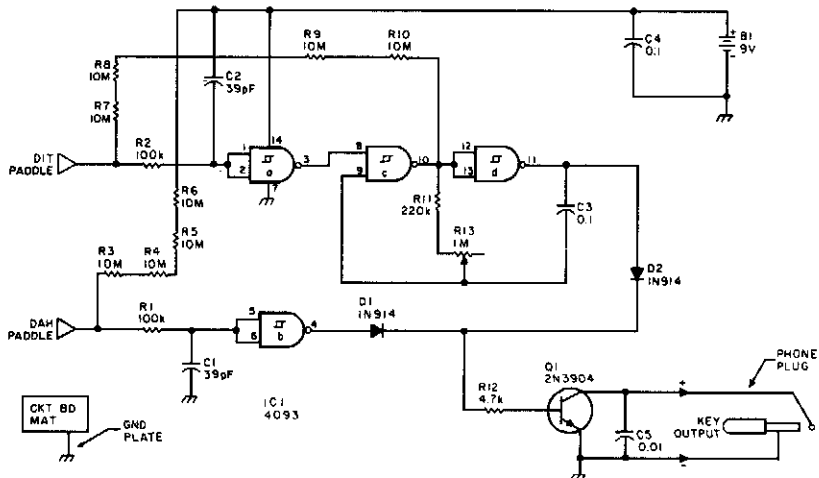 R9
10M
R10
10M
R8
10M
C2
39pF
C4
0.1
+
B1
9V
-
R7
10M
R2
100k
DIT
PADDLE
1
2
14
a
3
7
8
9
c
10
12
13
d
11
R6
10M
R11
220k
C3
0.1
R5
10M
R13
1M
R3
10M
R4
10M
D2
1N914
DAH
PADDLE
R1
100k
5
6
b
4
D1
1N914
C1
39pF
IC1
4093
Q1
2N3904
R12
4.7k
PHONE
PLUG
+
CKT BD
MAT
GND
PLATE
C5
0.01
KEY
OUTPUT
-